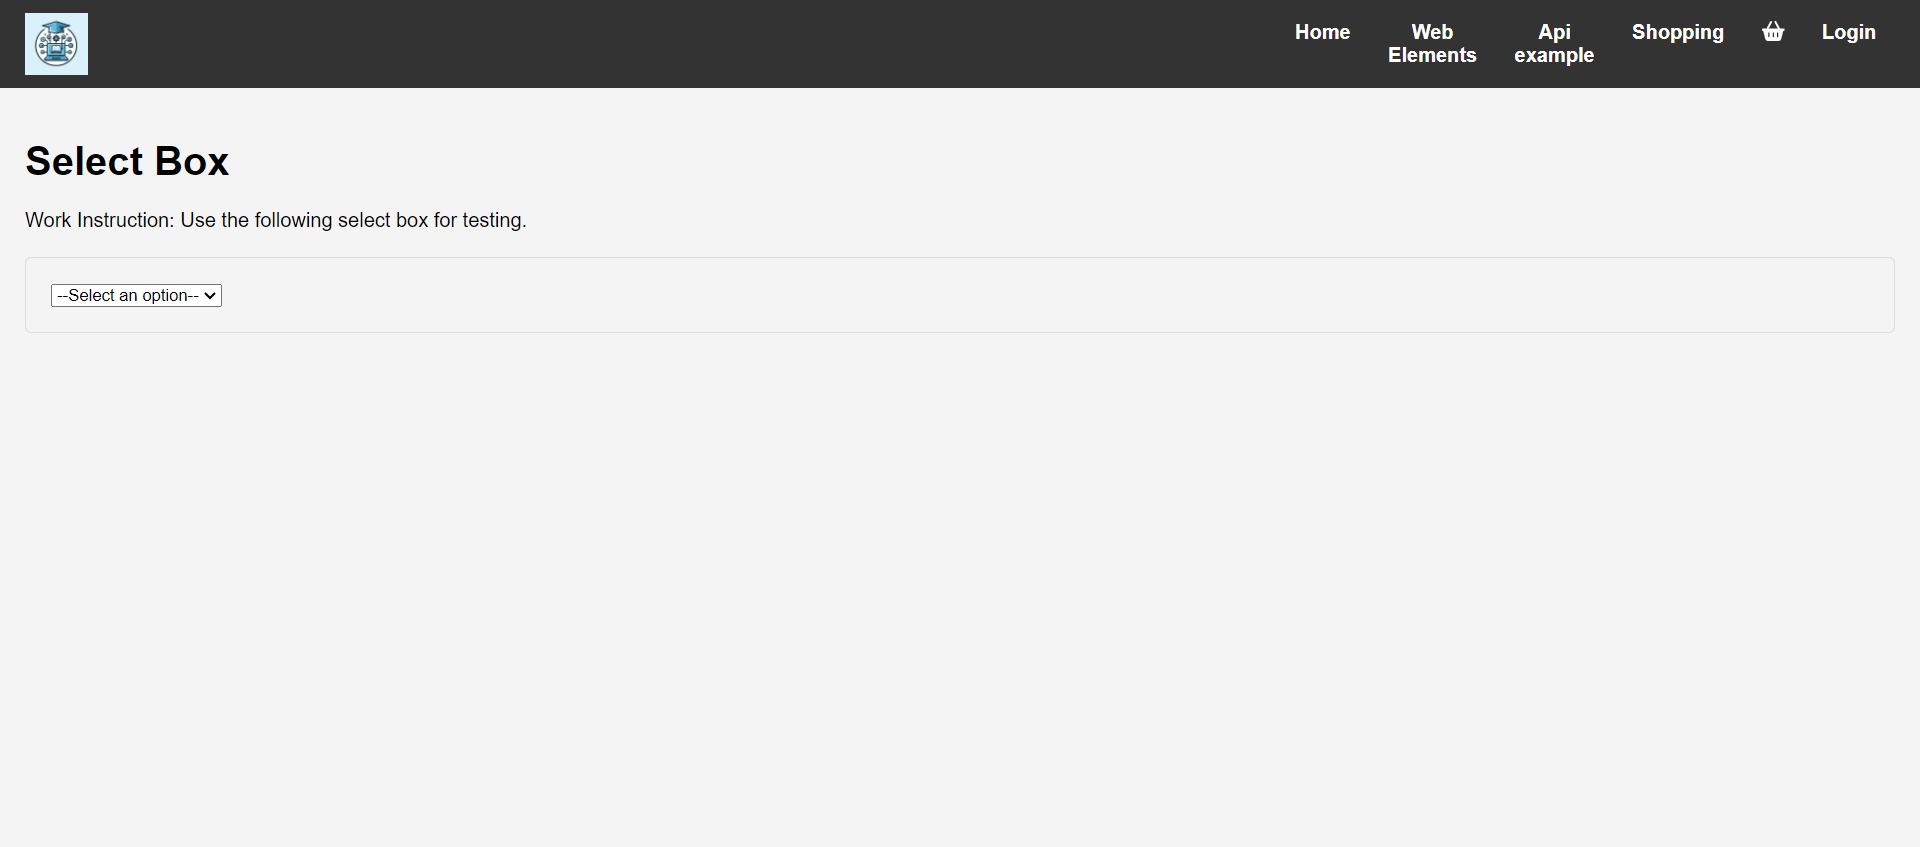 Home
Web
Elements
Api
example
Shopping
Login
Select Box
Work Instruction: Use the following select box for testing.
--Select an option--